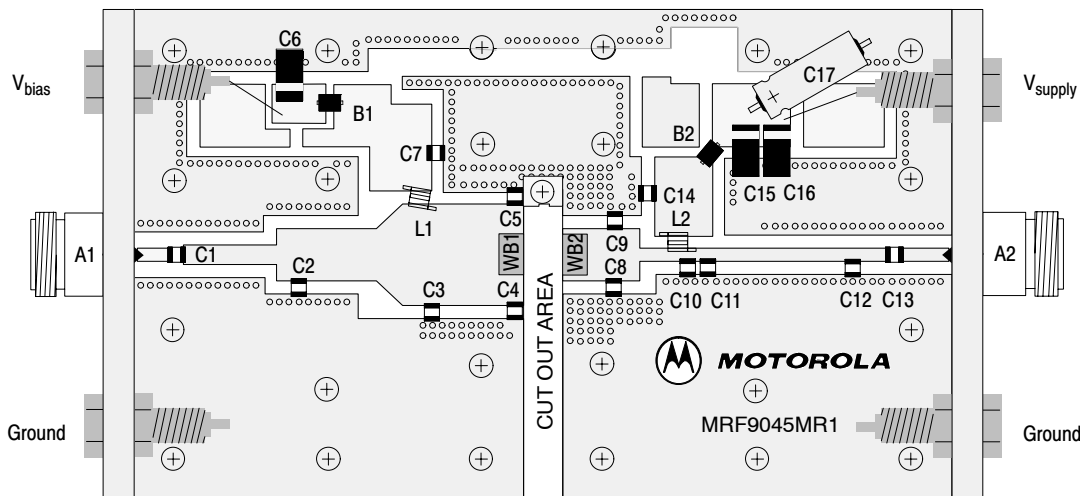 C6
C17
Vbias
Vsupply
B1
B2
C7
C15
C16
C14
C5
L1
L2
A1
C1
WB1
WB2
C9
A2
C2
C8
C3
C4
C10
C11
C12
C13
CUT OUT AREA
MOTOROLA
MRF9045MR1
Ground
Ground